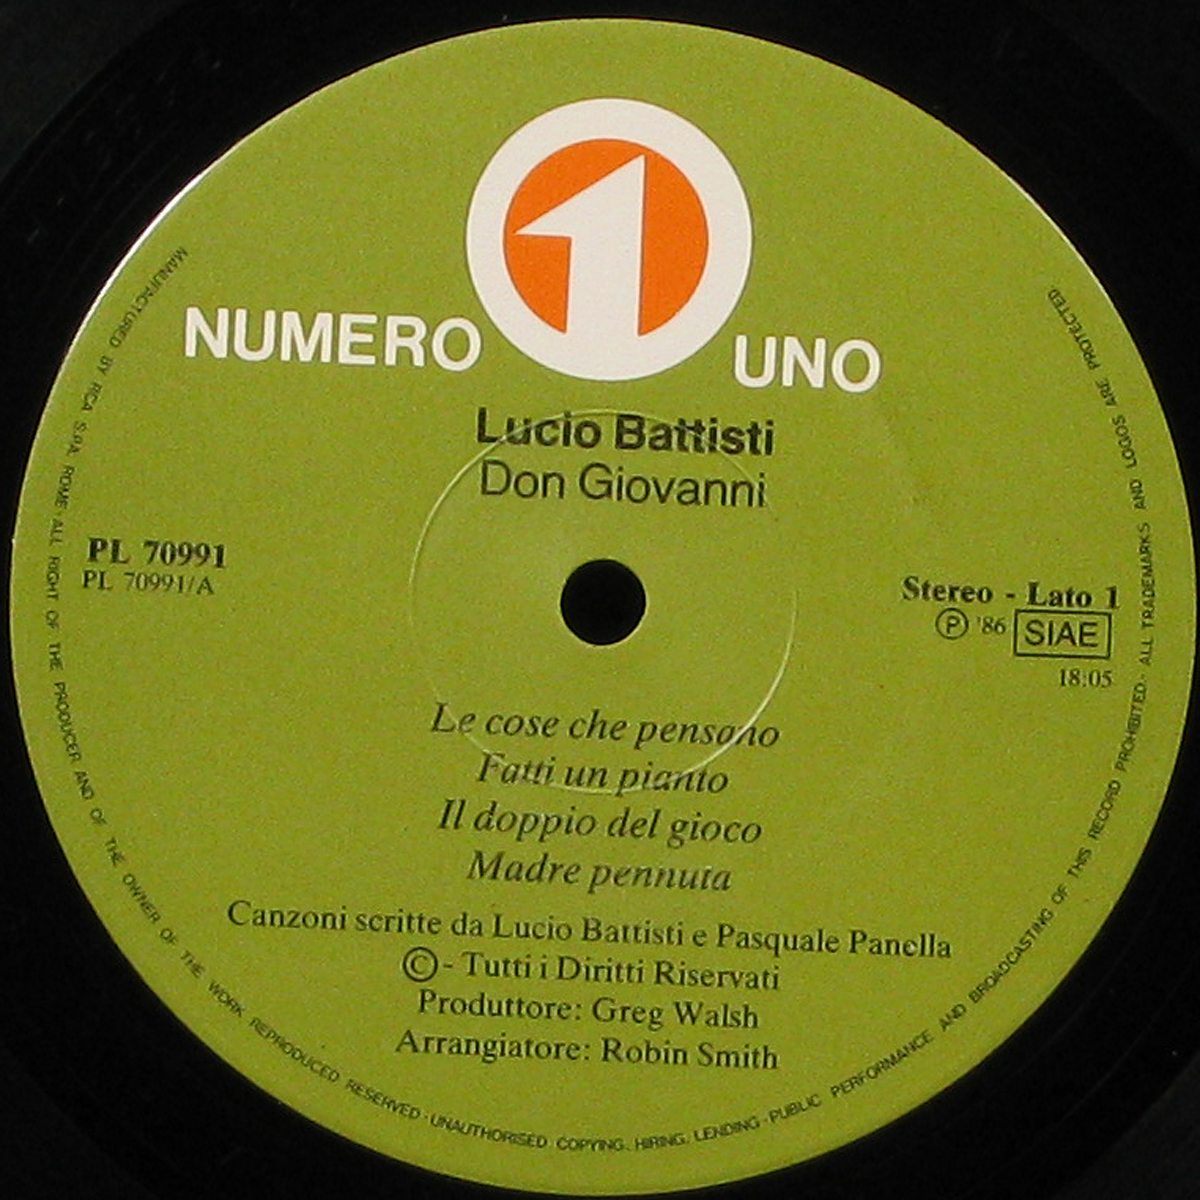 1
NUMERO UNO
Lucio Battisti
Don Giovanni
PL 70991
PL 70991/A
Stereo - Lato 1
Ⓟ '86 SIAE
18:05
Le cose che pensano
Fatti un pianto
Il doppio del gioco
Madre pennuta
Canzoni scritte da Lucio Battisti e Pasquale Panella
© - Tutti i Diritti Riservati
Produttore: Greg Walsh
Arrangiatore: Robin Smith
MANUFACTURED BY RCA S.P.A. ROME ALL RIGHT OF THE PRODUCER AND OF THE OWNER OF THE WORK REPRODUCED RESERVED · UNAUTHORISED COPYING, HIRING, LENDING · PUBLIC PERFORMANCE AND BROADCASTING OF THIS RECORD PROHIBITED · ALL TRADEMARKS AND LOGOS ARE PROTECTED